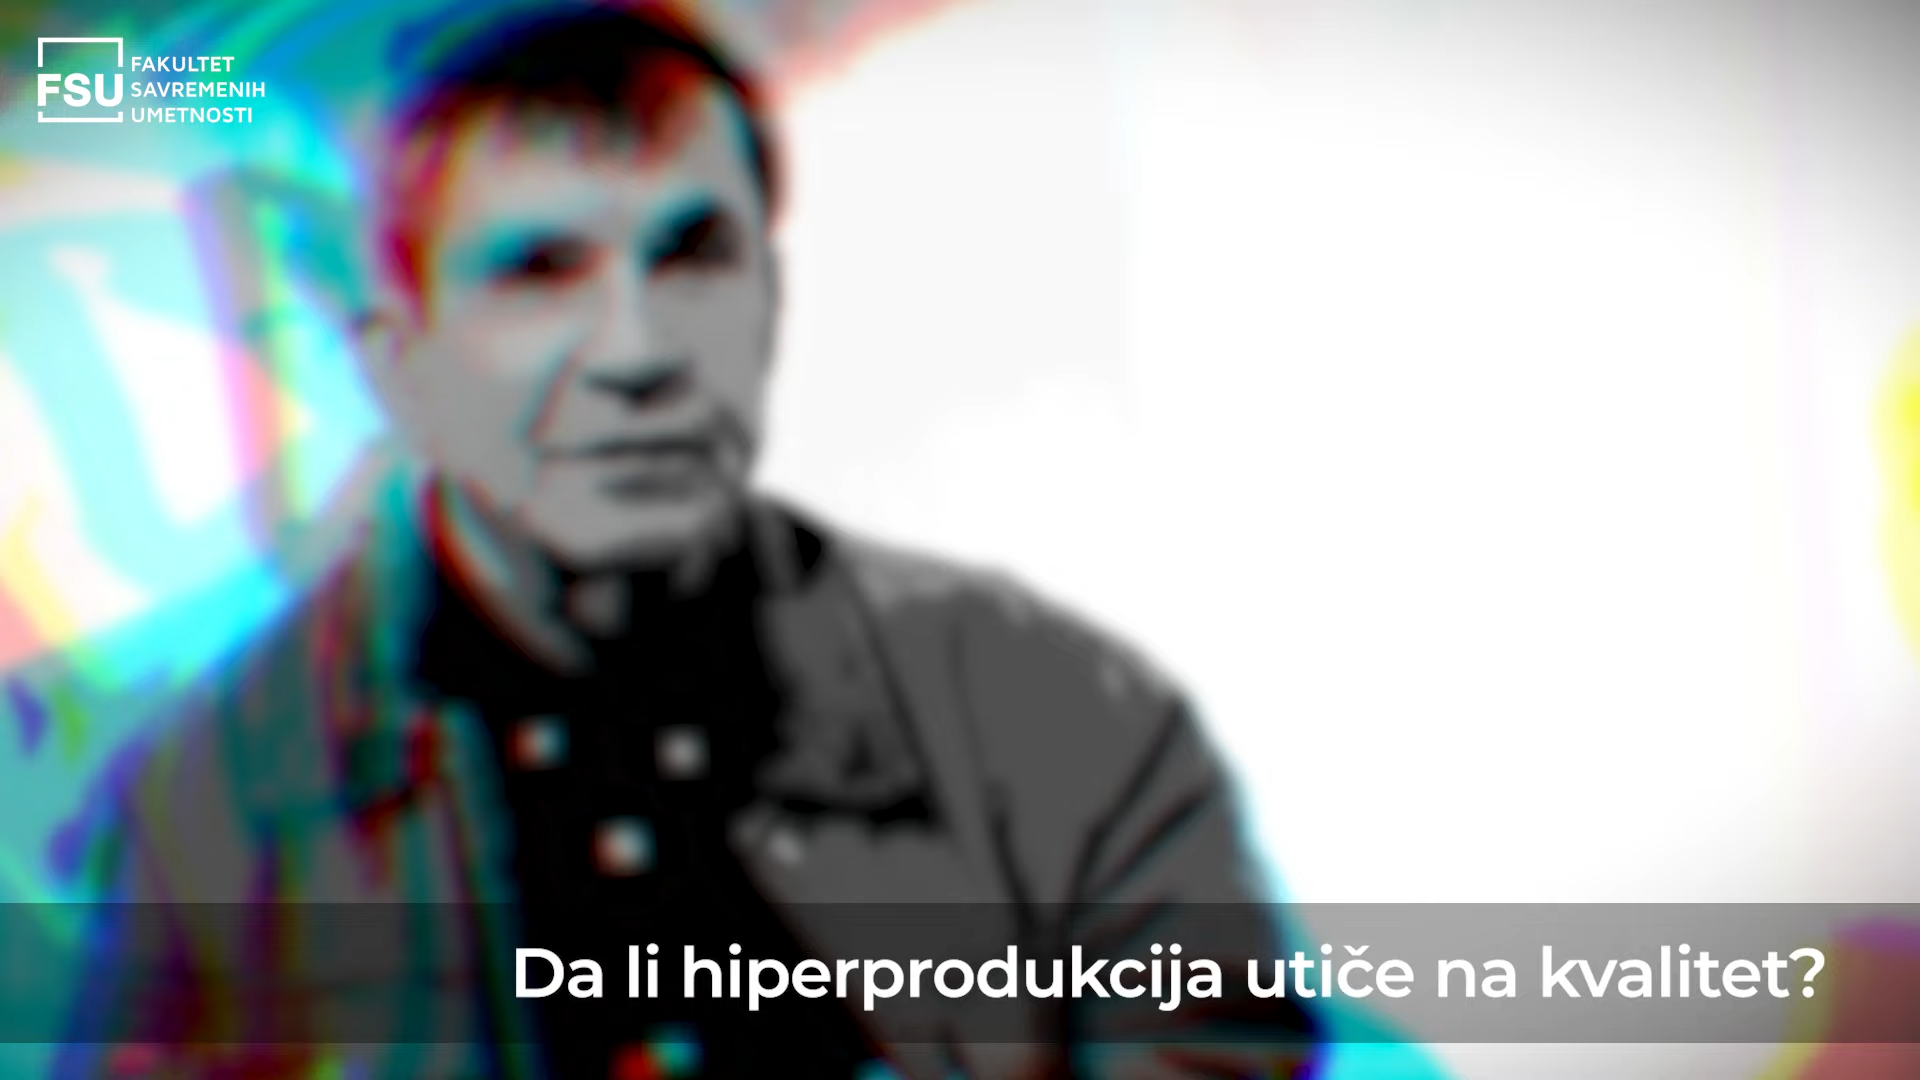 FSU
FAKULTET
SAVREMENIH
UMETNOSTI
Da li hiperprodukcija utiče na kvalitet?